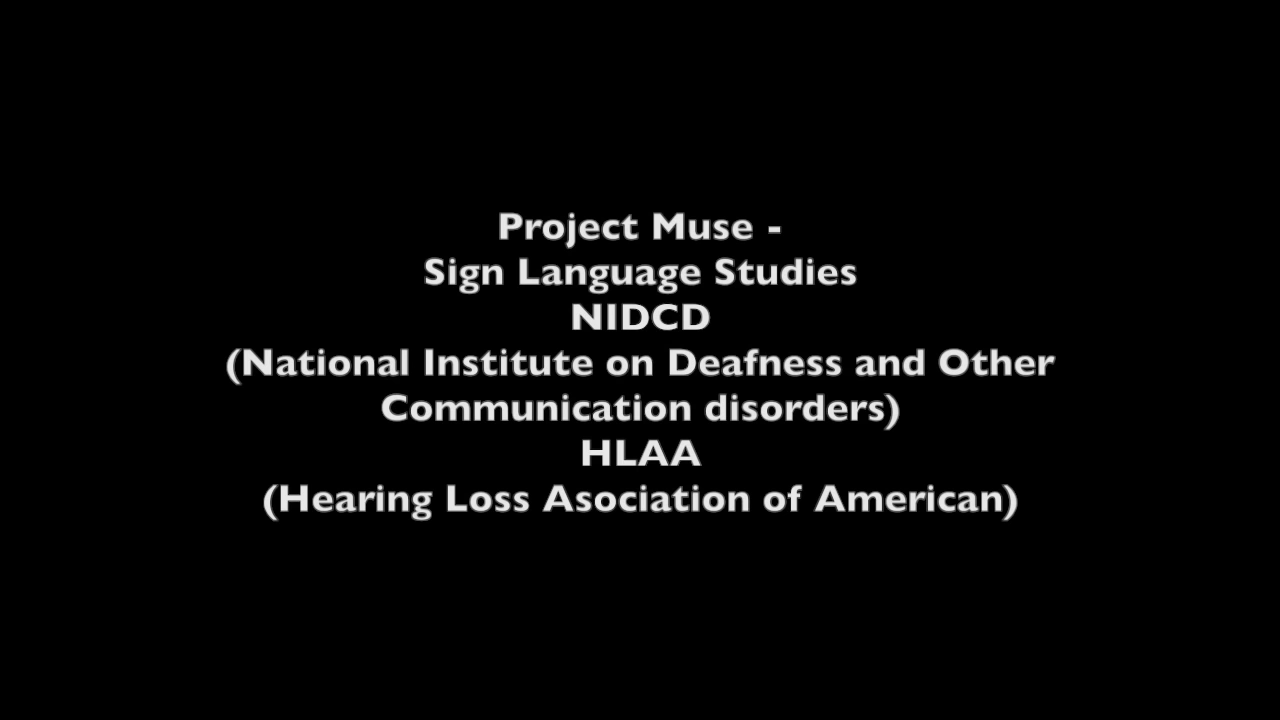 Project Muse -
Sign Language Studies
NIDCD
(National Institute on Deafness and Other
Communication disorders)
HLAA
(Hearing Loss Asociation of American)